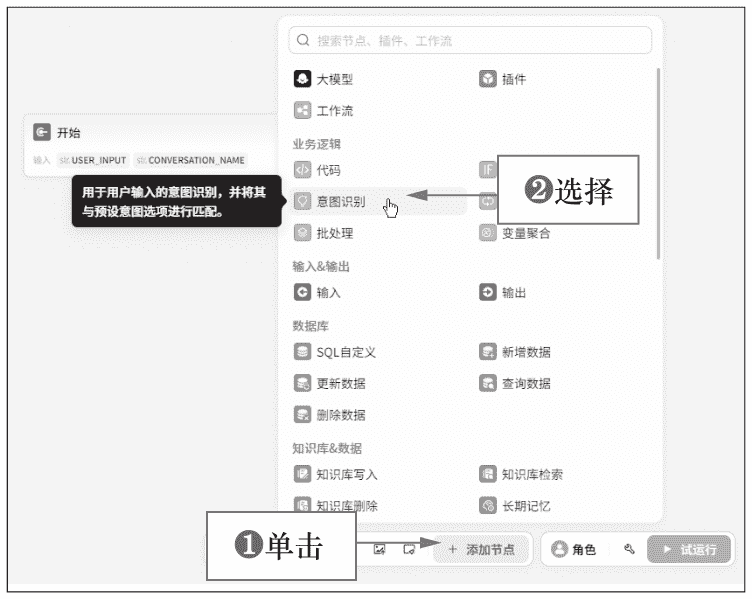 搜索节点、插件、工作流
大模型
插件
工作流
业务逻辑
代码
IF
意图识别
批处理
变量聚合
输入&输出
输入
输出
数据库
SQL自定义
新增数据
更新数据
查询数据
删除数据
知识库&数据
知识库写入
知识库检索
知识库删除
长期记忆
开始
输入 str. USER_INPUT str. CONVERSATION_NAME
用于用户输入的意图识别，并将其
与预设意图选项进行匹配。
❷选择
❶单击
+ 添加节点
角色
试运行